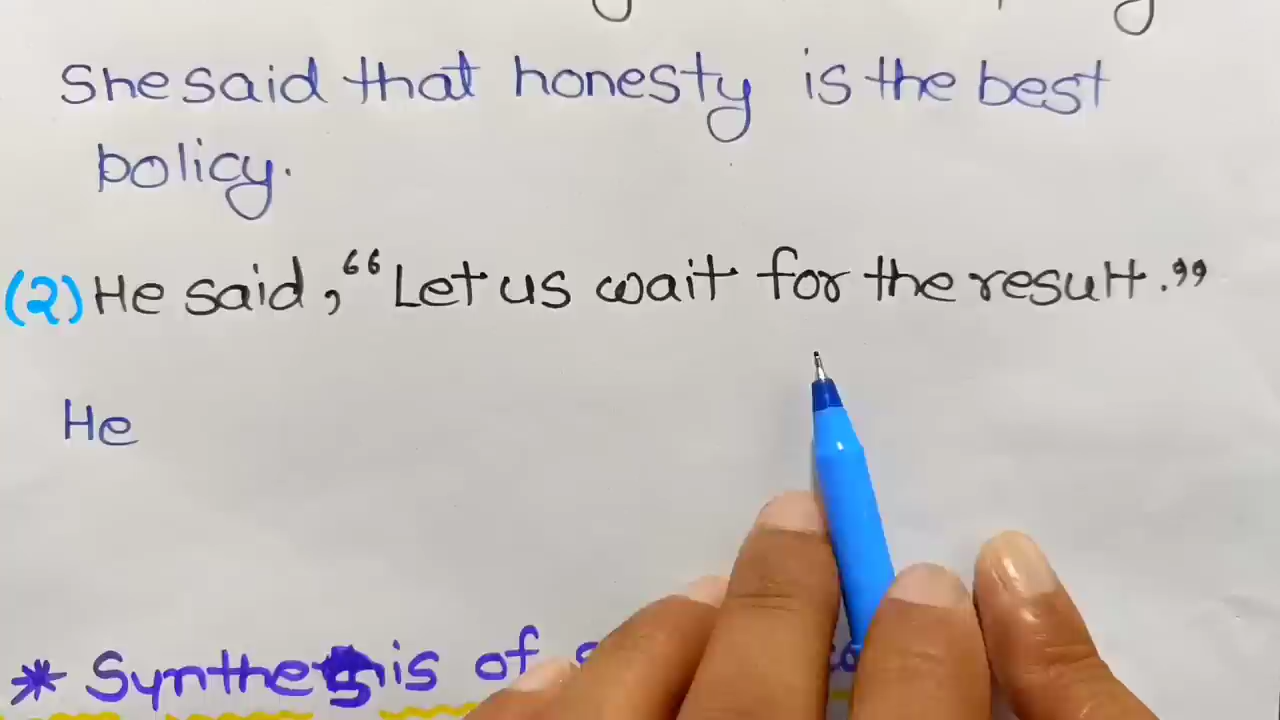 She said that honesty is the best
policy.
(2) He said, “Let us wait for the result.”
He
* Synthesis of